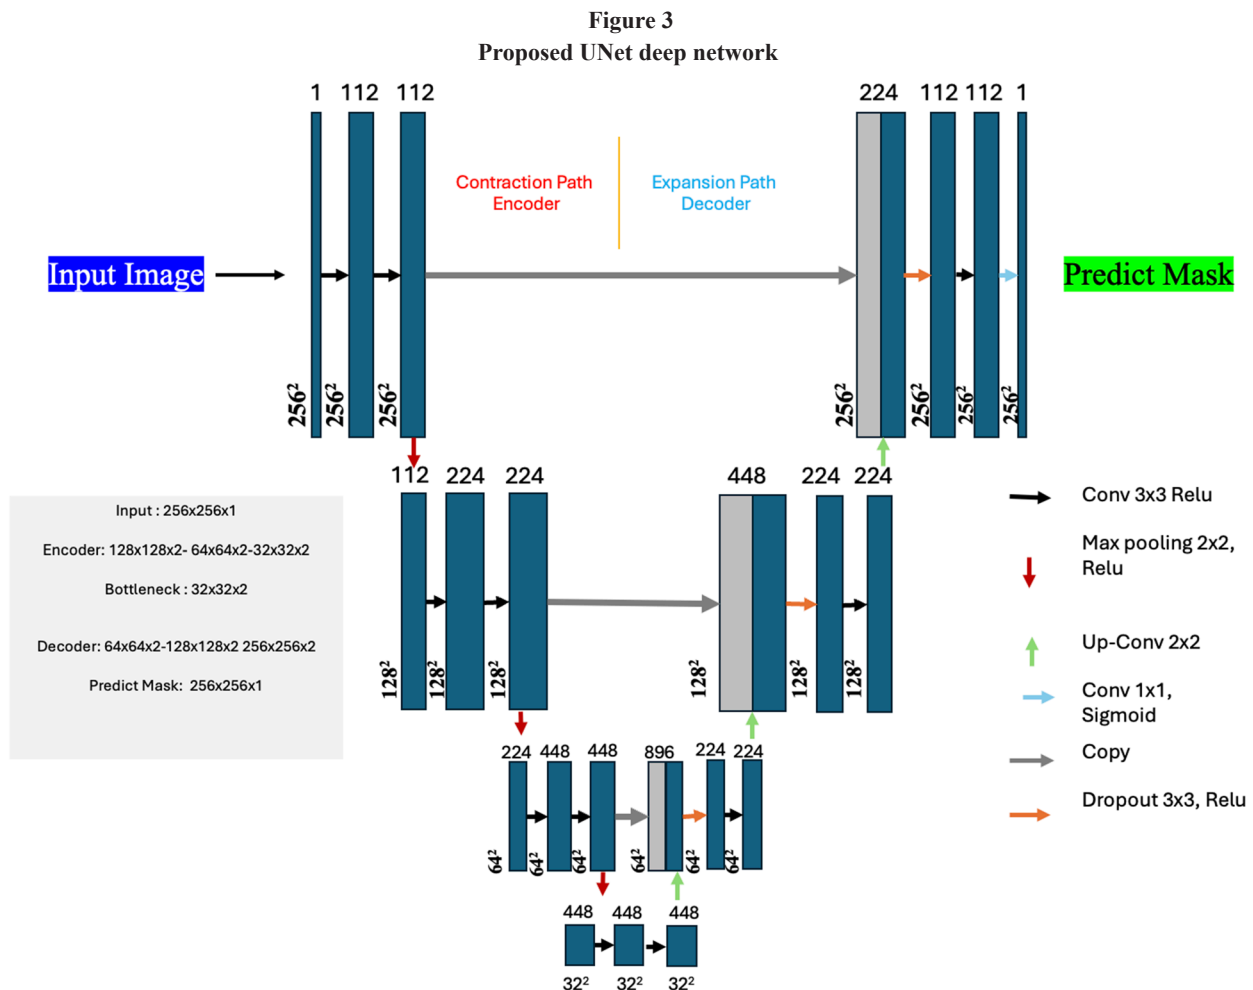 Figure 3
Proposed UNet deep network
1 112 112 224 112 112 1
Contraction Path
Encoder
Expansion Path
Decoder
Input Image
Predict Mask
256² 256² 256² 256² 256² 256² 256²
112 224 224 448 224 224
128² 128² 128² 128² 128² 128²
Input : 256x256x1
Encoder: 128x128x2- 64x64x2-32x32x2
Bottleneck : 32x32x2
Decoder: 64x64x2-128x128x2 256x256x2
Predict Mask: 256x256x1
224 448 448 896 224 224
64² 64² 64² 64² 64² 64²
448 448 448
32² 32² 32²
Conv 3x3 Relu
Max pooling 2x2,
Relu
Up-Conv 2x2
Conv 1x1,
Sigmoid
Copy
Dropout 3x3, Relu